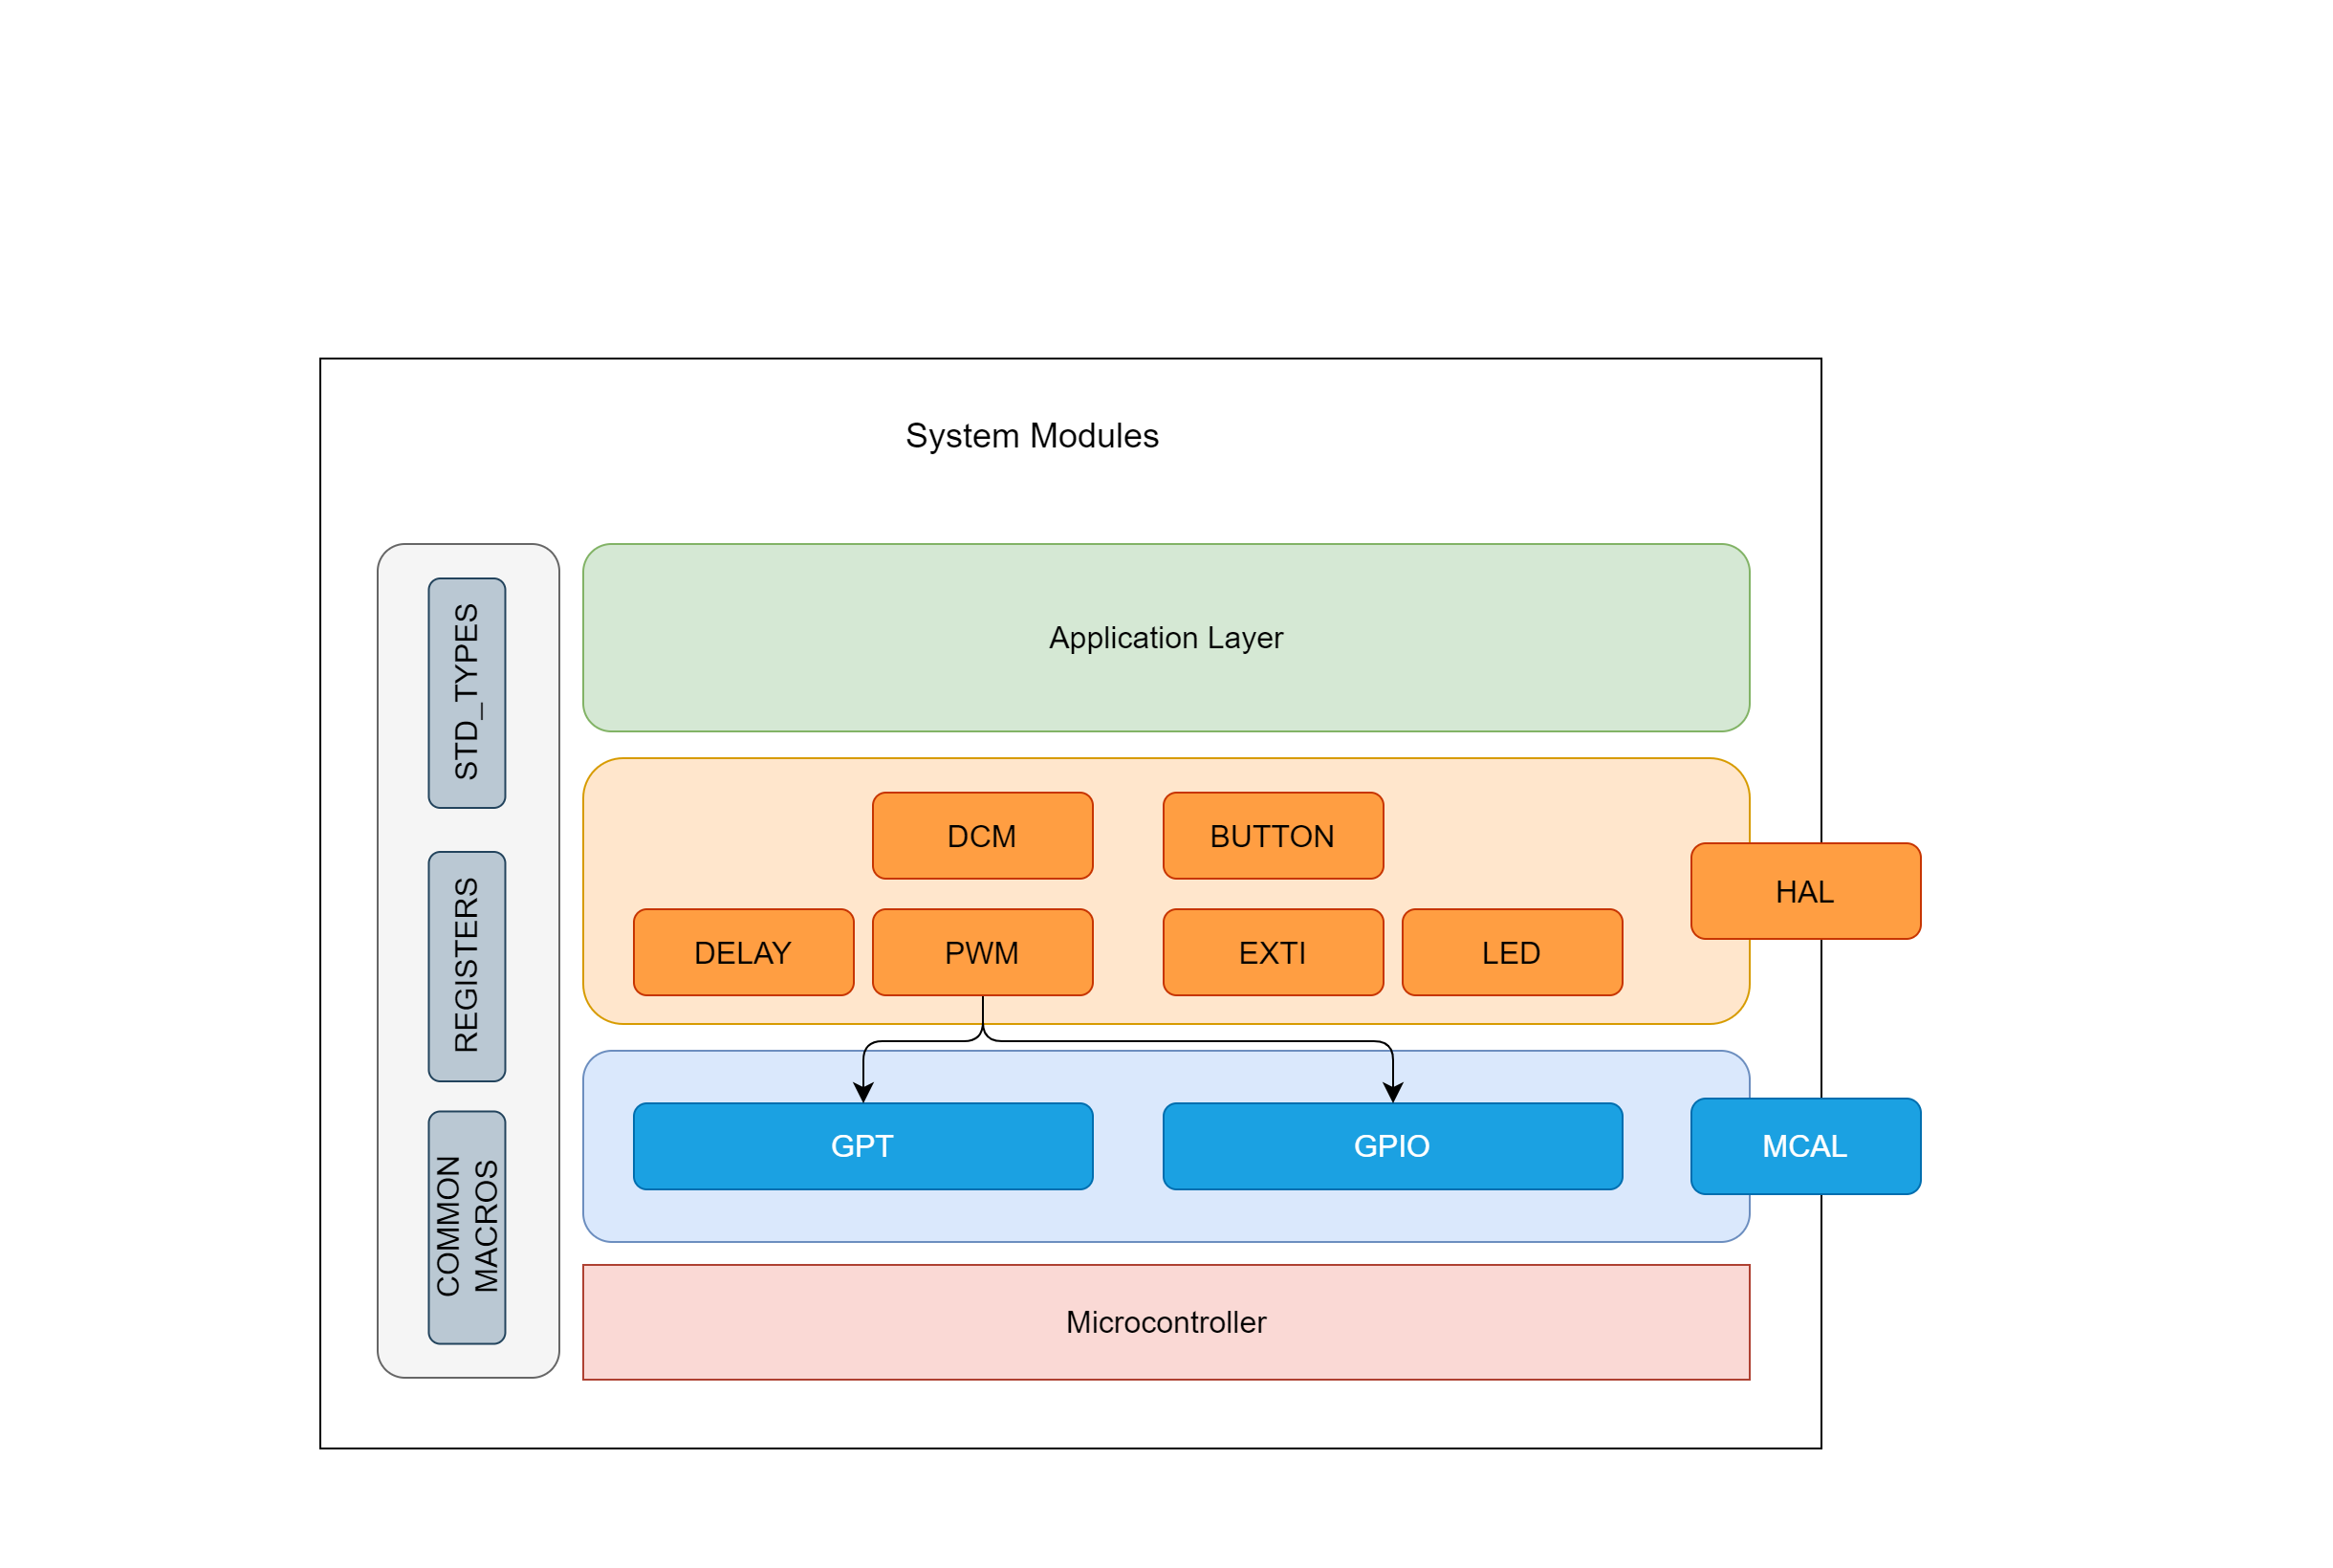 System Modules
STD_TYPES
REGISTERS
COMMON
MACROS
Application Layer
DCM
BUTTON
DELAY
PWM
EXTI
LED
HAL
GPT
GPIO
MCAL
Microcontroller